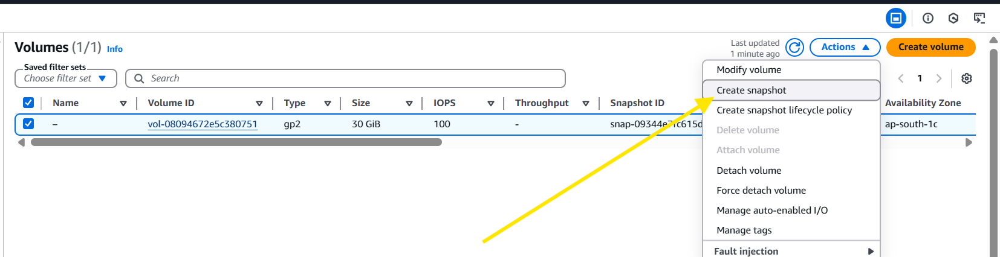 Volumes (1/1) Info
Last updated
1 minute ago
Actions
Create volume
Saved filter sets
Choose filter set
Search
1
Name
Volume ID
Type
Size
IOPS
Throughput
Snapshot ID
Availability Zone
–
vol-08094672e5c380751
gp2
30 GiB
100
-
snap-09344e71c615d
ap-south-1c
Modify volume
Create snapshot
Create snapshot lifecycle policy
Delete volume
Attach volume
Detach volume
Force detach volume
Manage auto-enabled I/O
Manage tags
Fault injection